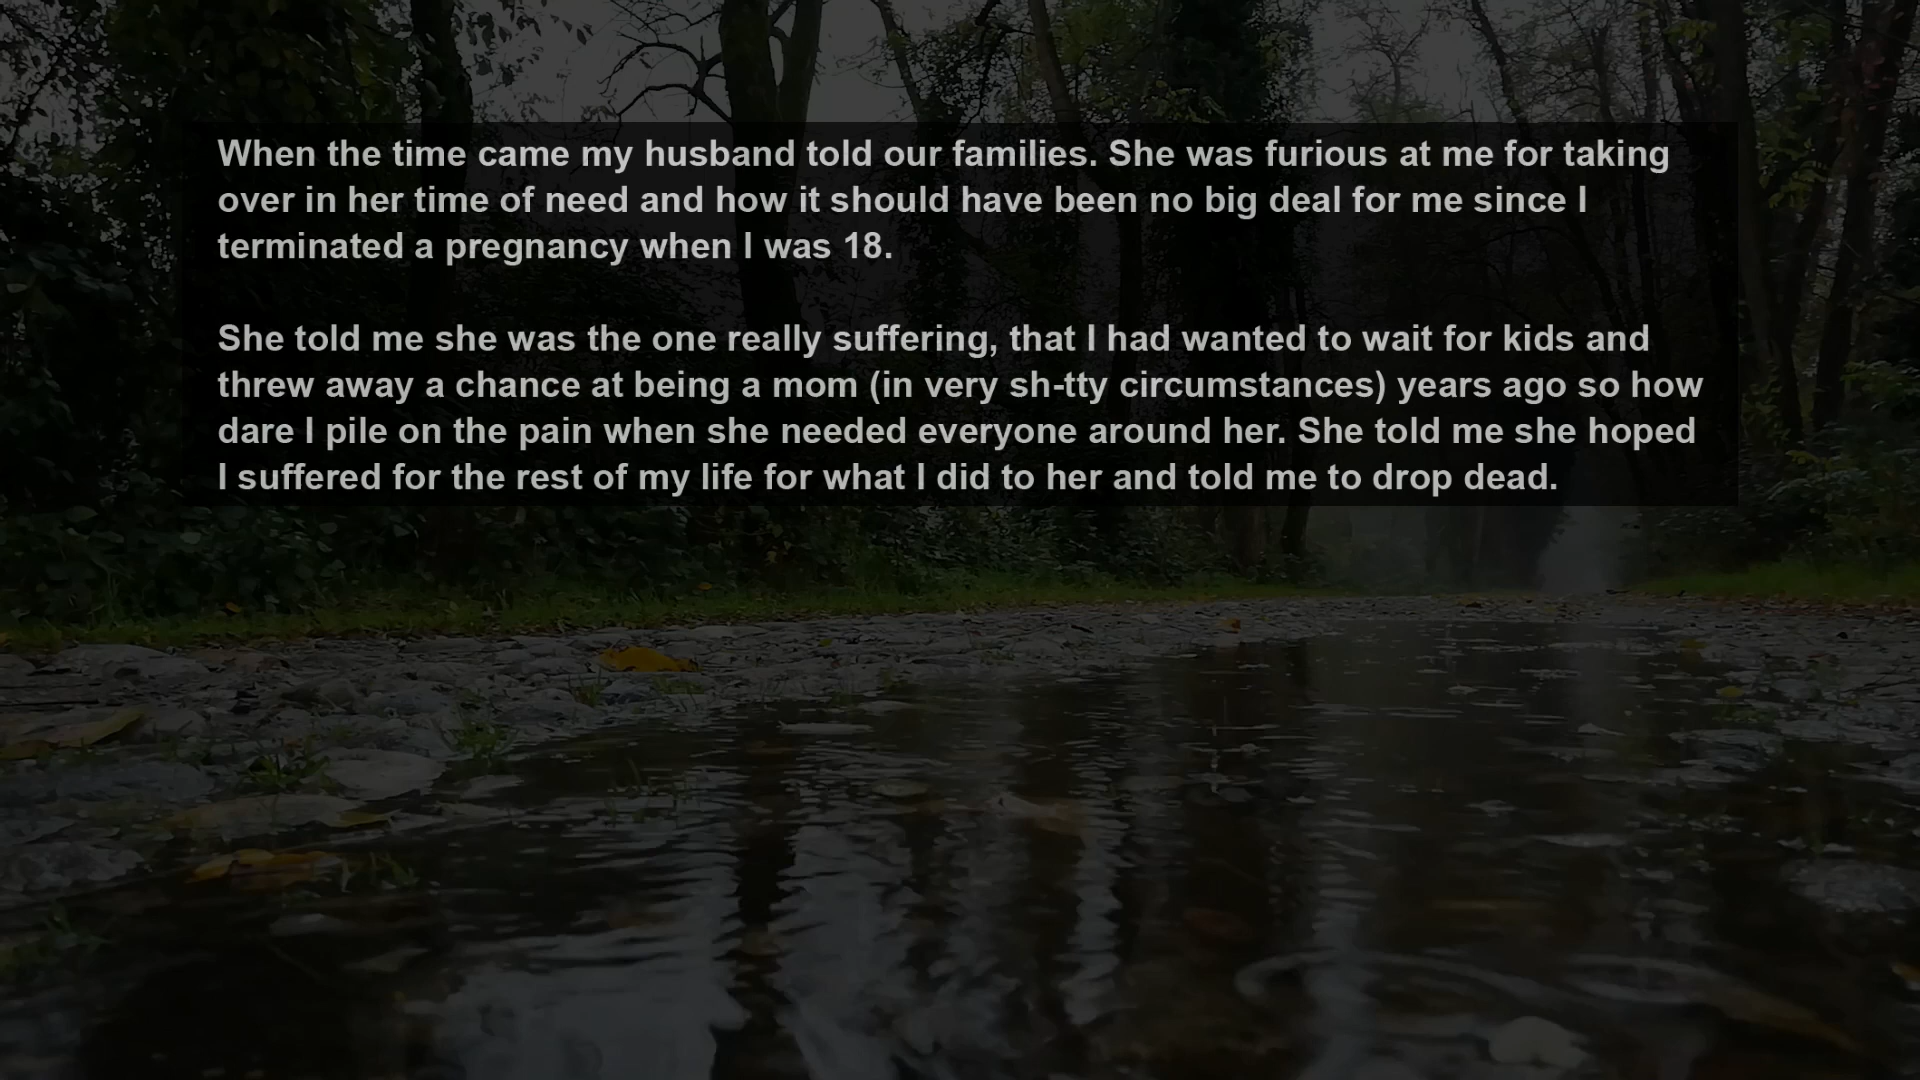 When the time came my husband told our families. She was furious at me for taking
over in her time of need and how it should have been no big deal for me since I
terminated a pregnancy when I was 18.
She told me she was the one really suffering, that I had wanted to wait for kids and
threw away a chance at being a mom (in very sh-tty circumstances) years ago so how
dare I pile on the pain when she needed everyone around her. She told me she hoped
I suffered for the rest of my life for what I did to her and told me to drop dead.